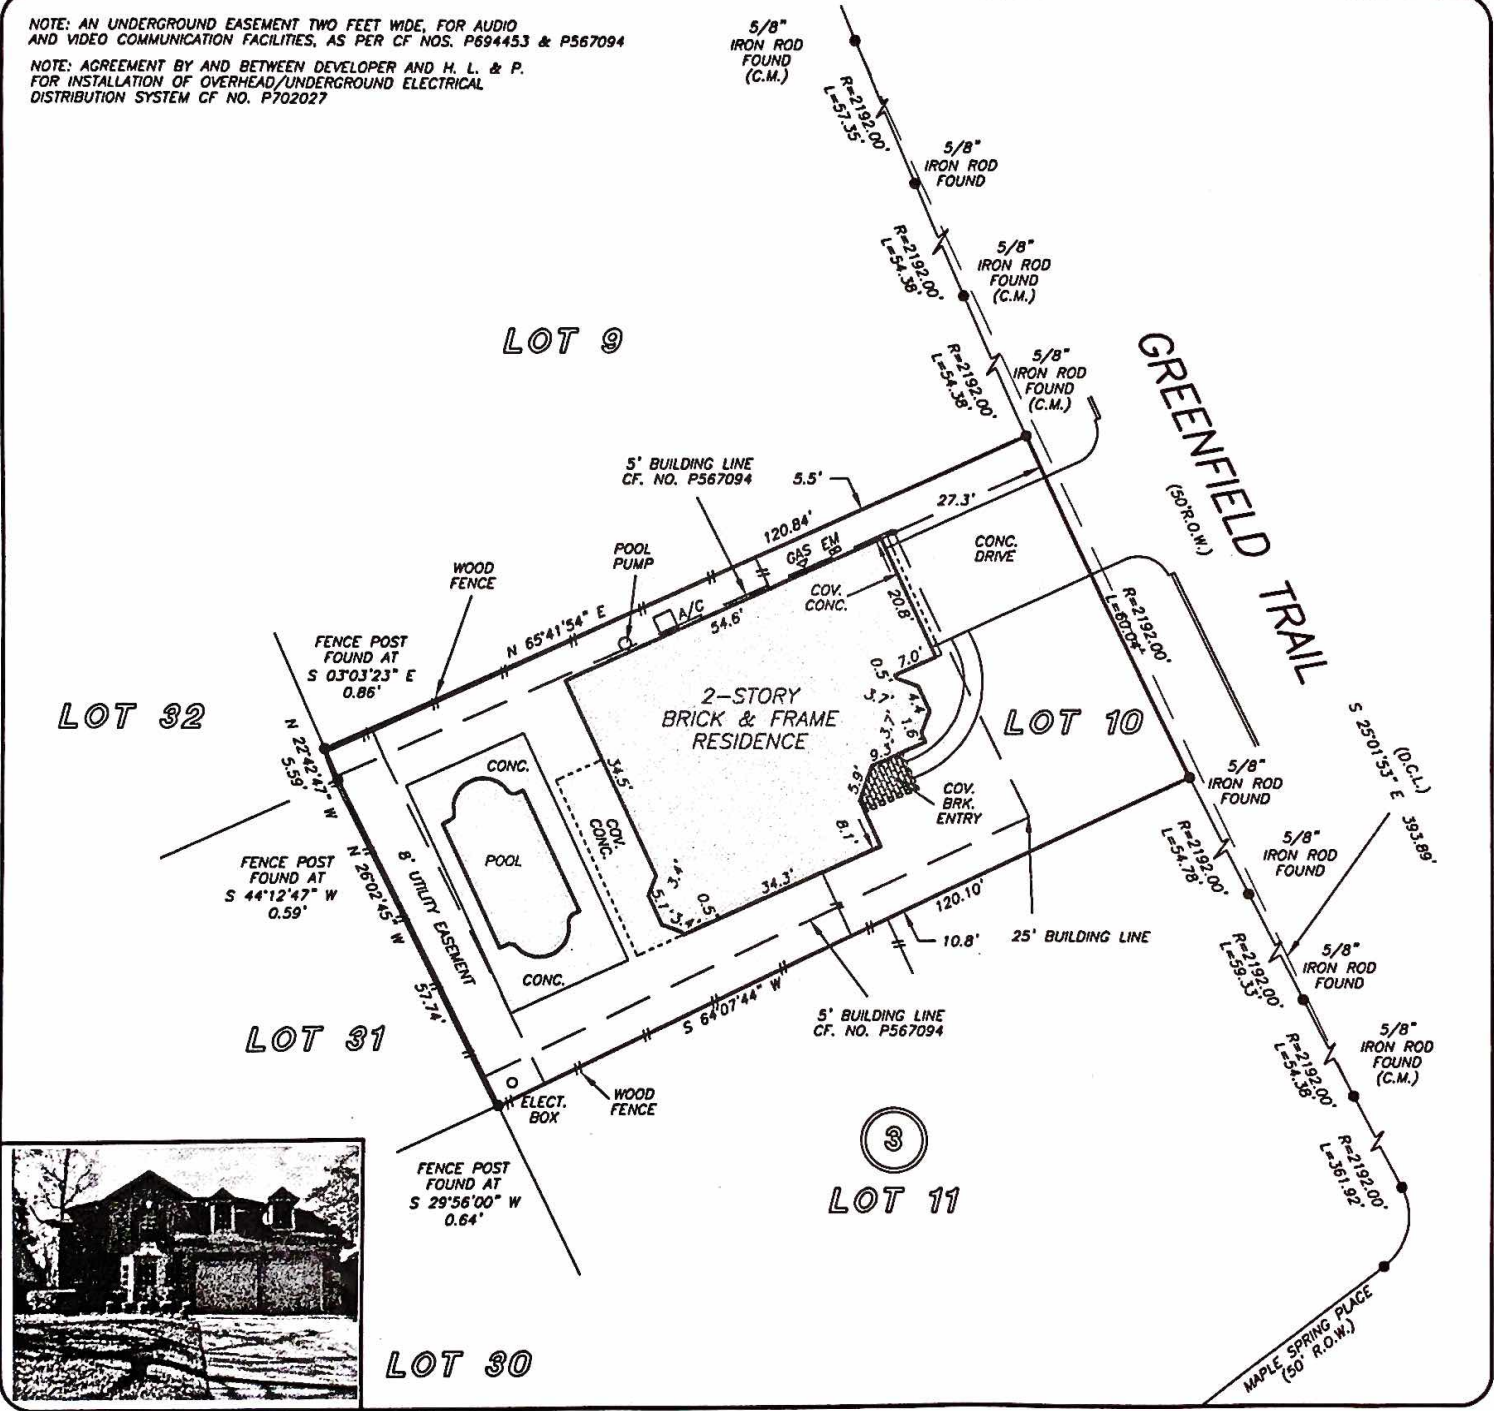 NOTE: AN UNDERGROUND EASEMENT TWO FEET WIDE, FOR AUDIO
AND VIDEO COMMUNICATION FACILITIES, AS PER CF NOS. P694453 & P567094
NOTE: AGREEMENT BY AND BETWEEN DEVELOPER AND H. L. & P.
FOR INSTALLATION OF OVERHEAD/UNDERGROUND ELECTRICAL
DISTRIBUTION SYSTEM CF NO. P702027
5/8"
IRON ROD
FOUND
(C.M.)
R=2192.00'
L=57.35'
5/8"
IRON ROD
FOUND
R=2192.00'
L=54.38'
5/8"
IRON ROD
FOUND
(C.M.)
R=2192.00'
L=54.38'
5/8"
IRON ROD
FOUND
(C.M.)
LOT 9
GREENFIELD TRAIL
(50'R.O.W.)
5' BUILDING LINE
CF. NO. P567094
5.5'
27.3'
120.84'
GAS EM
CONC.
DRIVE
POOL
PUMP
WOOD
FENCE
COV.
CONC.
20.8'
A/C
54.6'
N 65°41'54" E
R=2192.00'
L=60.04'
FENCE POST
FOUND AT
S 03°03'23" E
0.86'
7.0'
0.5'
3.7'
4.4'
3.7'
1.6'
9.3'
5.9'
8.1'
2-STORY
BRICK & FRAME
RESIDENCE
LOT 32
LOT 10
N 22°42'47" W
5.59'
CONC.
34.5'
COV.
CONC.
COV.
BRK.
ENTRY
5/8"
IRON ROD
FOUND
S 25°01'53" E 393.89'
(D.C.L.)
POOL
FENCE POST
FOUND AT
S 44°12'47" W
0.59'
N 26°02'45" W
57.74'
8' UTILITY EASEMENT
3.4'
5.1'
3.4'
0.5'
34.3'
R=2192.00'
L=54.78'
5/8"
IRON ROD
FOUND
120.10'
10.8'
25' BUILDING LINE
CONC.
R=2192.00'
L=59.33'
5/8"
IRON ROD
FOUND
S 64°07'44" W
5' BUILDING LINE
CF. NO. P567094
LOT 31
R=2192.00'
L=54.38'
5/8"
IRON ROD
FOUND
(C.M.)
ELECT.
BOX
WOOD
FENCE
3
LOT 11
R=2192.00'
L=361.92'
FENCE POST
FOUND AT
S 29°56'00" W
0.64'
LOT 30
MAPLE SPRING PLACE
(50' R.O.W.)